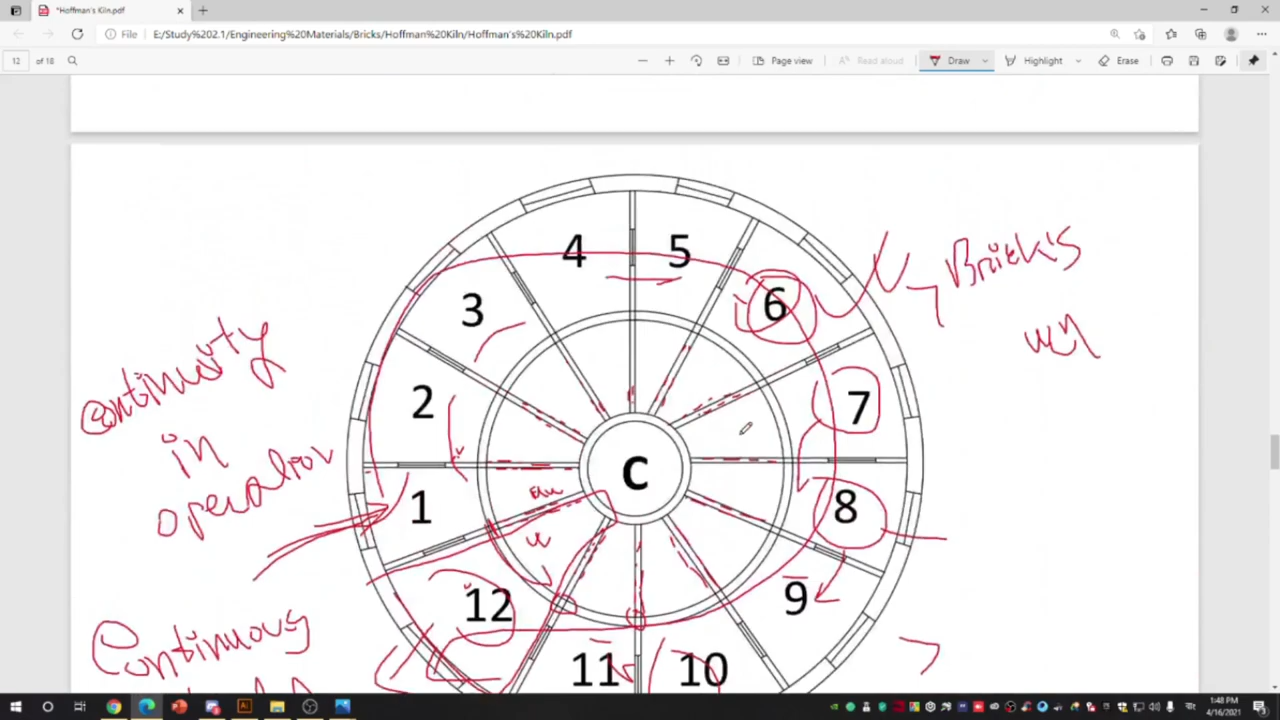 *Hoffman's Kiln.pdf
File
E:/Study%202.1/Engineering%20Materials/Bricks/Hoffman%20Kiln/Hoffman's%20Kiln.pdf
12 of 18
Page view
Read aloud
Draw
Highlight
Erase
4 5
Brick's
3 6
continuity
2 7
in
operation
C
1 8
12 9
Continuous
11 10
1:48 PM
4/16/2021